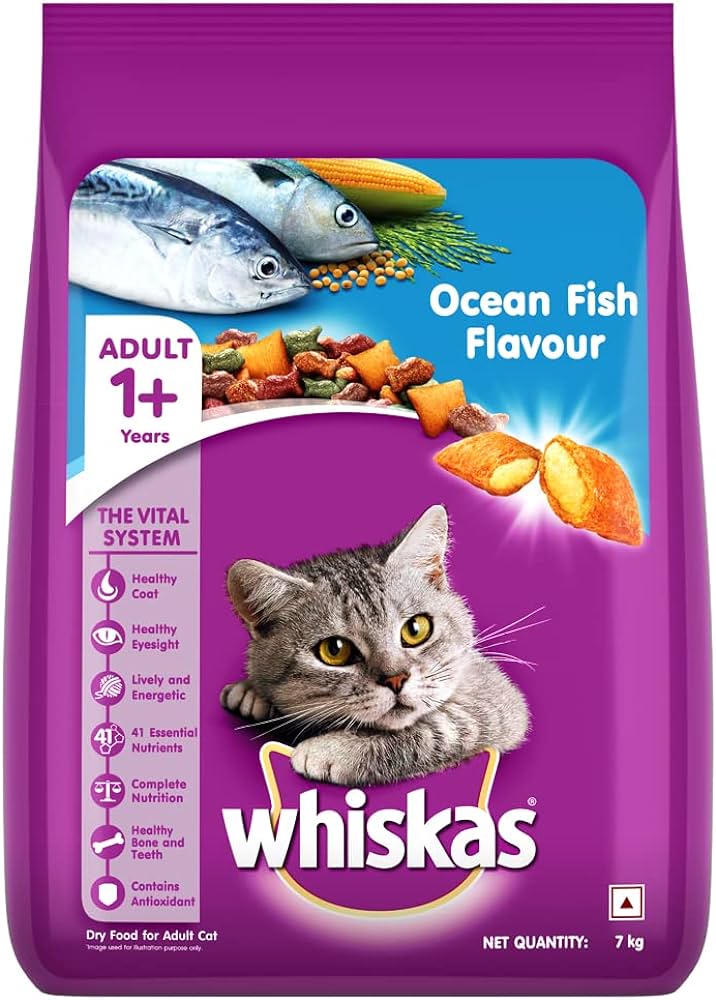 Ocean Fish
Flavour
ADULT
1+
Years
THE VITAL
SYSTEM
Healthy
Coat
Healthy
Eyesight
Lively and
Energetic
41
41 Essential
Nutrients
Complete
Nutrition
Healthy
Bone and
Teeth
Contains
Antioxidant
whiskas®
Dry Food for Adult Cat
*Image used for illustration purpose only.
NET QUANTITY: 7 kg